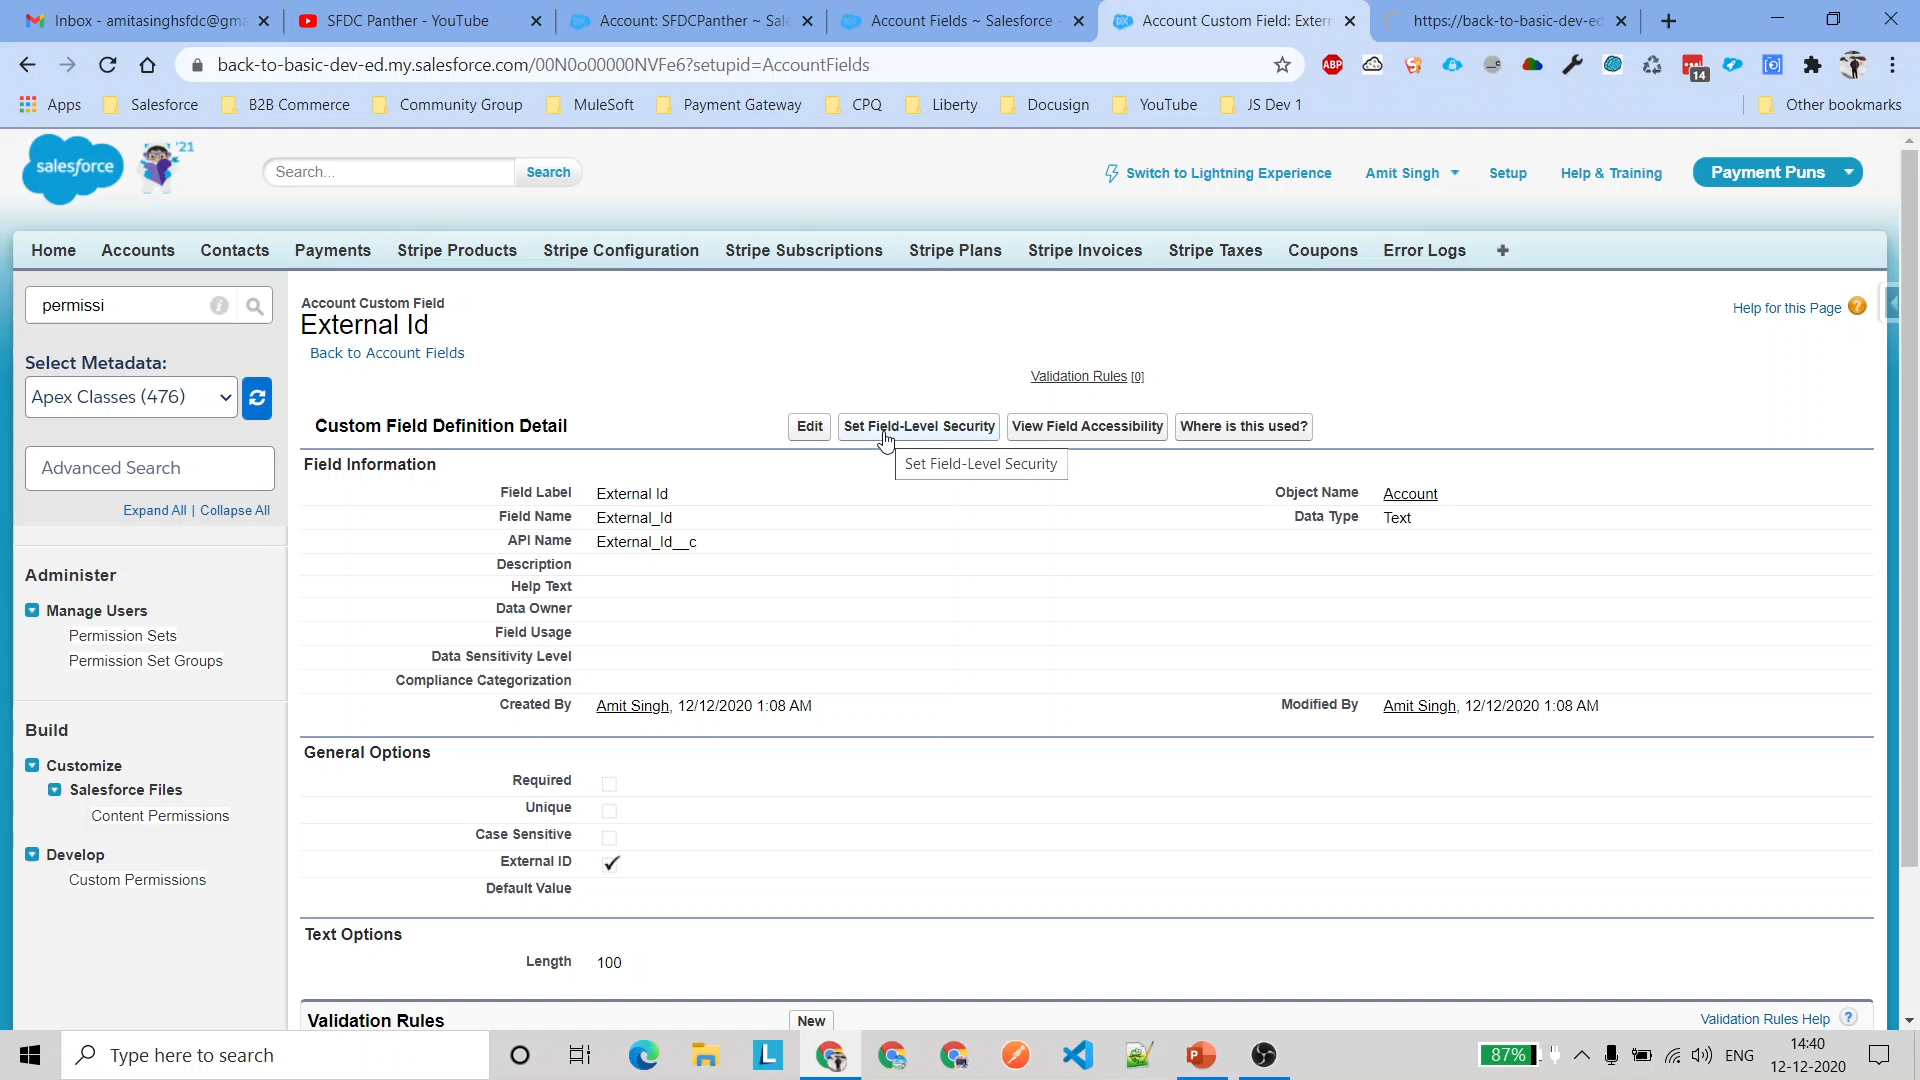 Inbox - amitasinghsfdc@gma
SFDC Panther - YouTube
Account: SFDCPanther ~ Sale
Account Fields ~ Salesforce -
Account Custom Field: Extern
https://back-to-basic-dev-ed
back-to-basic-dev-ed.my.salesforce.com/00N0o00000NVFe6?setupid=AccountFields
ABP
14
Apps
Salesforce
B2B Commerce
Community Group
MuleSoft
Payment Gateway
CPQ
Liberty
Docusign
YouTube
JS Dev 1
Other bookmarks
salesforce
'21
Search...
Search
Switch to Lightning Experience
Amit Singh
Setup
Help & Training
Payment Puns
Home
Accounts
Contacts
Payments
Stripe Products
Stripe Configuration
Stripe Subscriptions
Stripe Plans
Stripe Invoices
Stripe Taxes
Coupons
Error Logs
permissi
Select Metadata:
Apex Classes (476)
Advanced Search
Expand All | Collapse All
Administer
Manage Users
Permission Sets
Permission Set Groups
Build
Customize
Salesforce Files
Content Permissions
Develop
Custom Permissions
Account Custom Field
External Id
Help for this Page
Back to Account Fields
Validation Rules [0]
Custom Field Definition Detail
Edit
Set Field-Level Security
View Field Accessibility
Where is this used?
Set Field-Level Security
Field Information
Field Label External Id
Object Name Account
Field Name External_Id
Data Type Text
API Name External_Id__c
Description
Help Text
Data Owner
Field Usage
Data Sensitivity Level
Compliance Categorization
Created By Amit Singh, 12/12/2020 1:08 AM
Modified By Amit Singh, 12/12/2020 1:08 AM
General Options
Required
Unique
Case Sensitive
External ID
Default Value
Text Options
Length 100
Validation Rules
New
Validation Rules Help
Type here to search
87%
ENG
14:40
12-12-2020